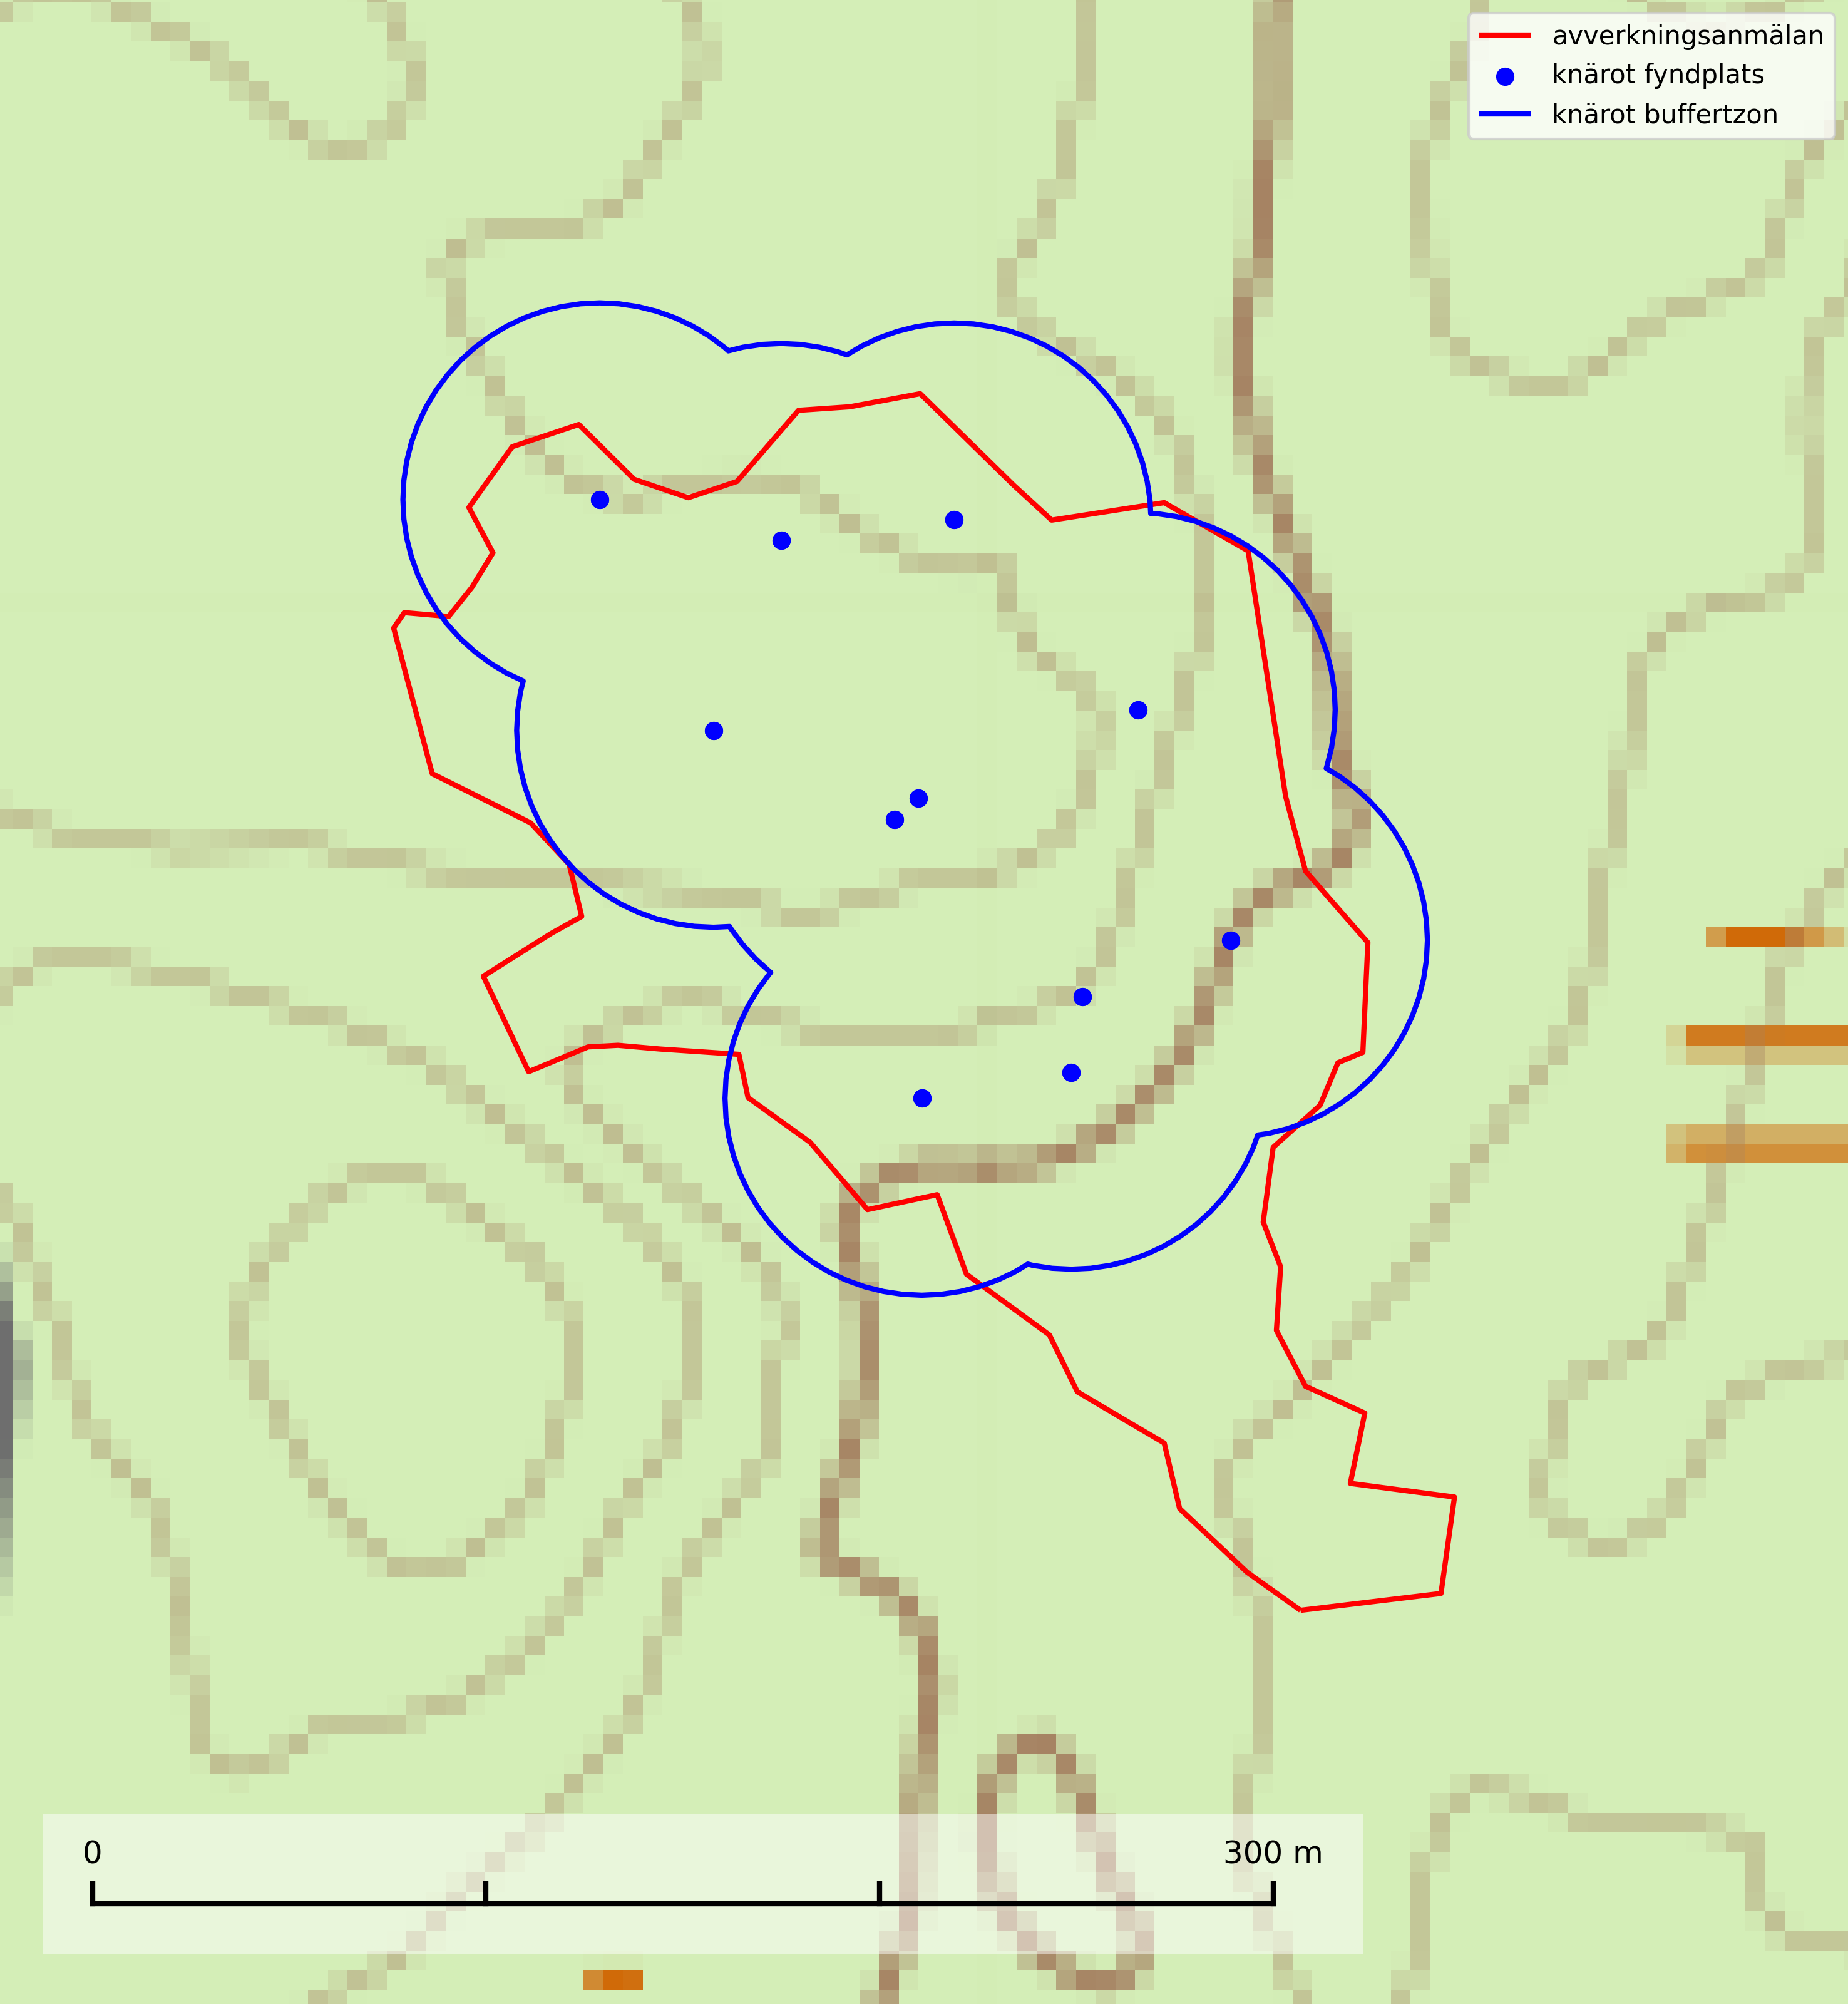 avverkningsanmälan
knärot fyndplats
knärot buffertzon
0
300 m